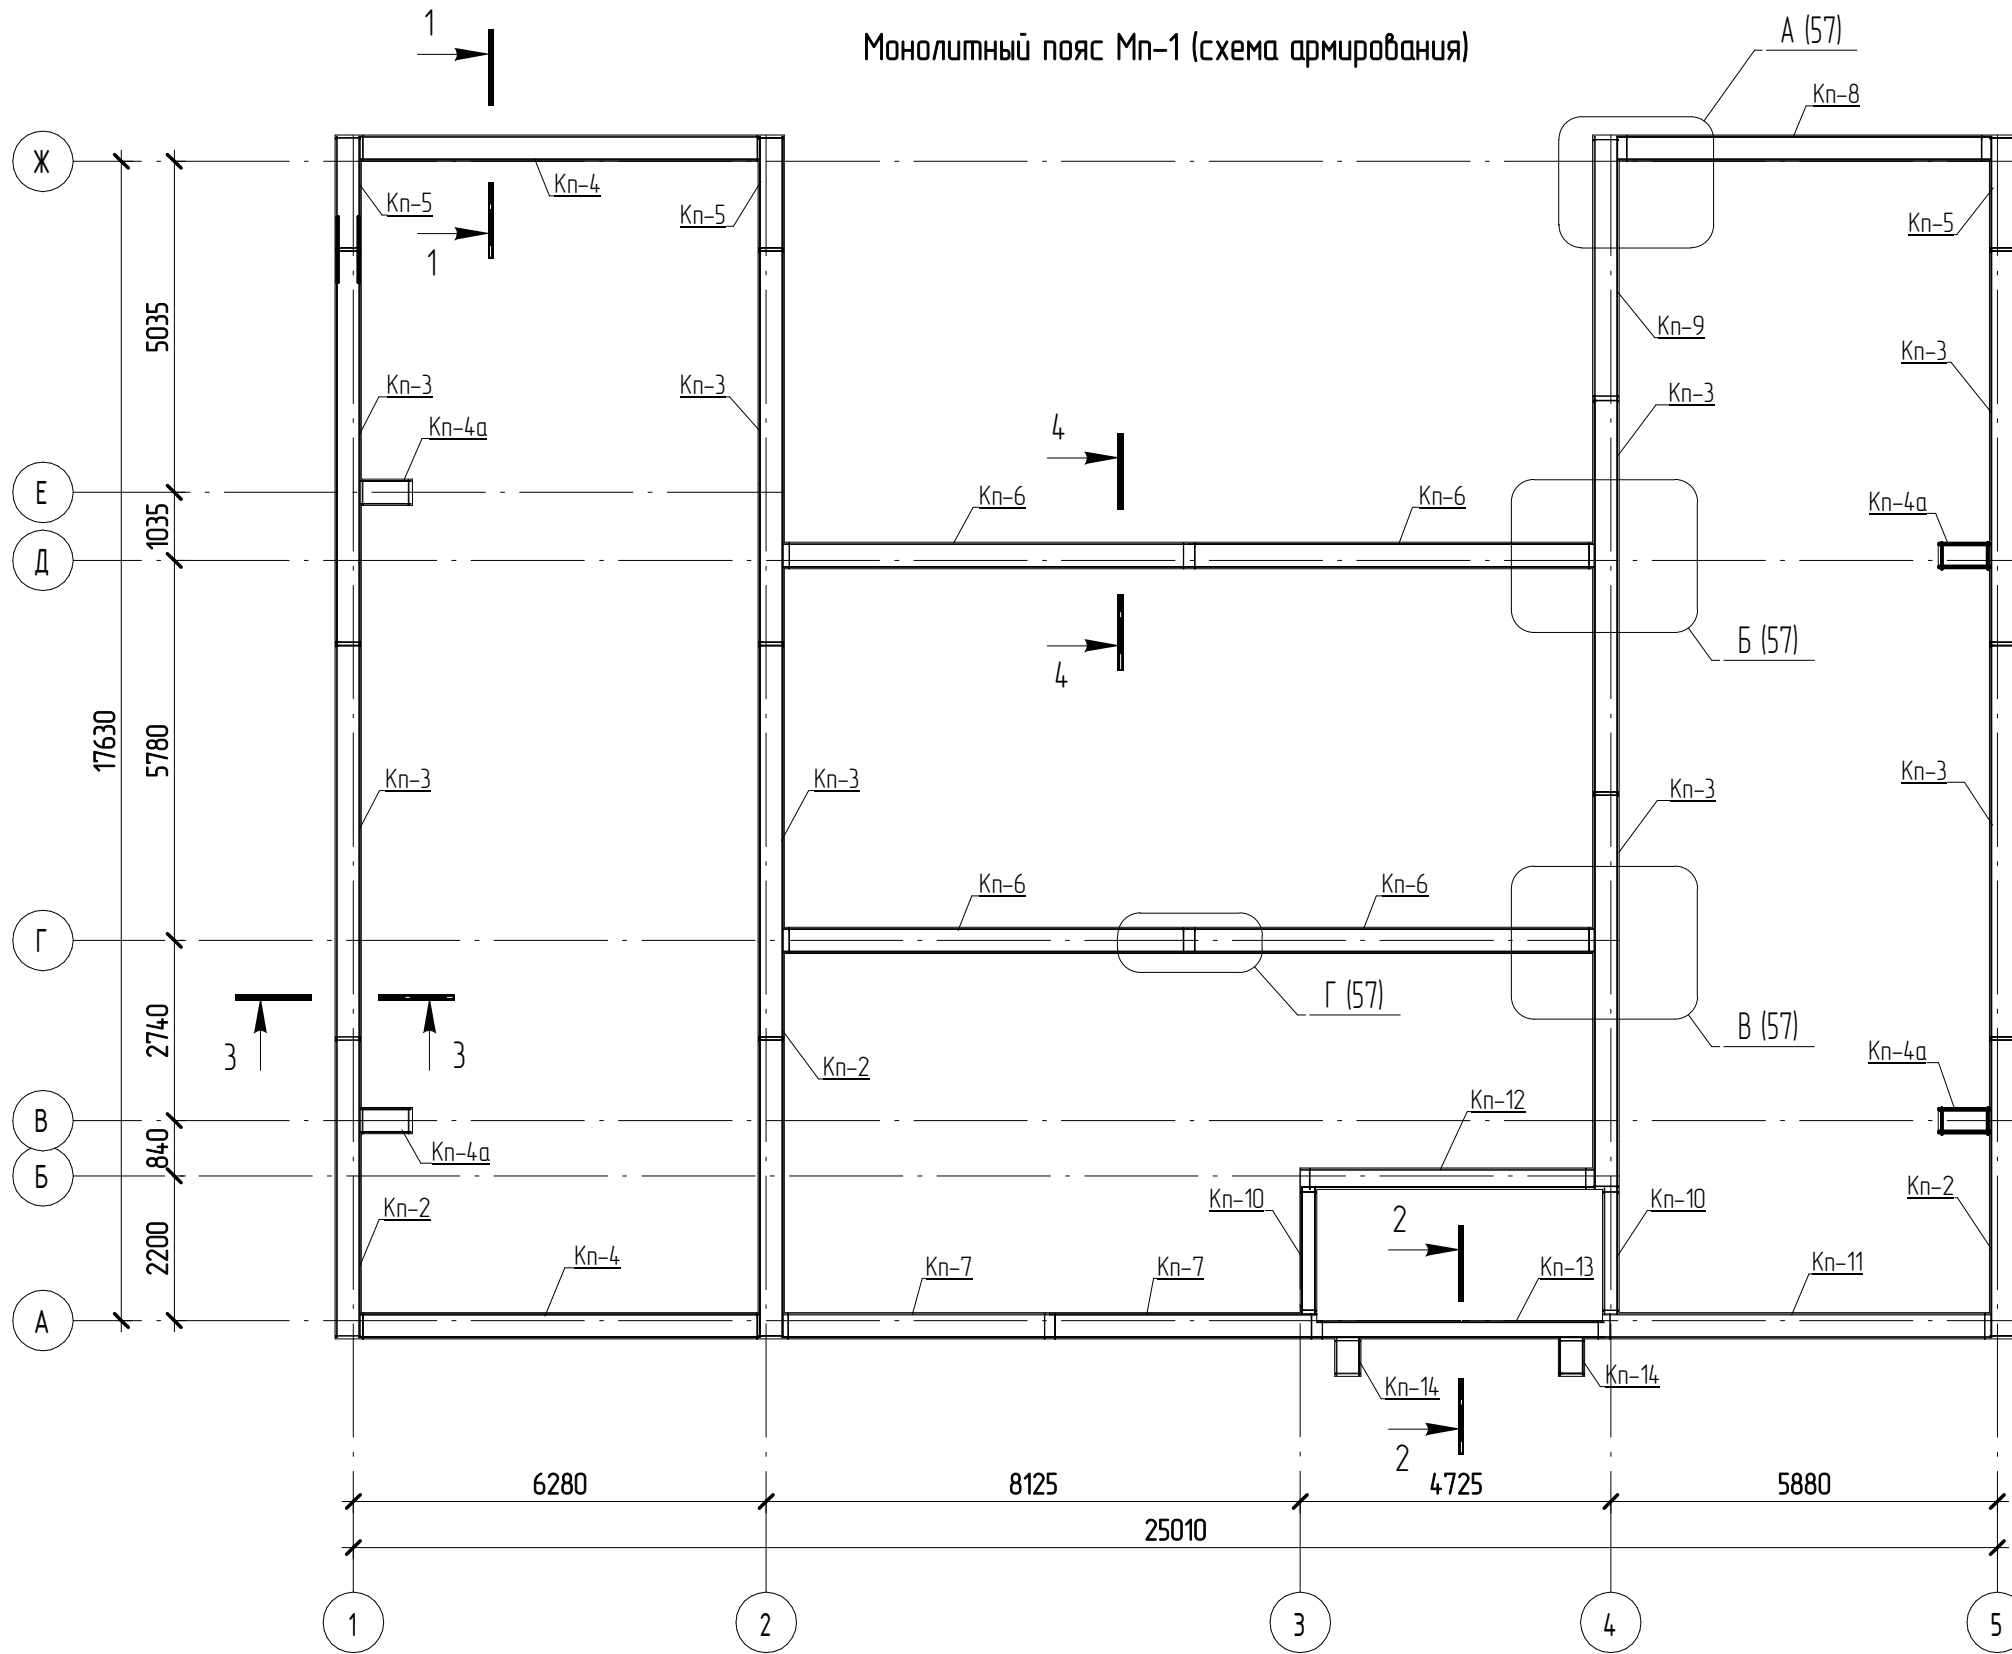 Монолитный пояс Мп-1 (схема армирования)
1
А (57)
Кп-8
Ж
Кп-4
Кп-5
Кп-5
Кп-5
1
5035
Кп-9
Кп-3
Кп-3
Кп-3
Кп-3
Кп-4а
4
Е
Кп-6
Кп-6
Кп-4а
1035
Д
Б (57)
4
17630
5780
Кп-3
Кп-3
Кп-3
Кп-3
Кп-6
Кп-6
Г
Г (57)
В (57)
2740
3
3
Кп-2
Кп-4а
В
Кп-12
840
Кп-4а
Б
Кп-2
Кп-10
2
Кп-10
Кп-2
2200
Кп-4
Кп-7
Кп-7
Кп-13
Кп-11
А
Кп-14
Кп-14
2
6280
8125
4725
5880
25010
1
2
3
4
5